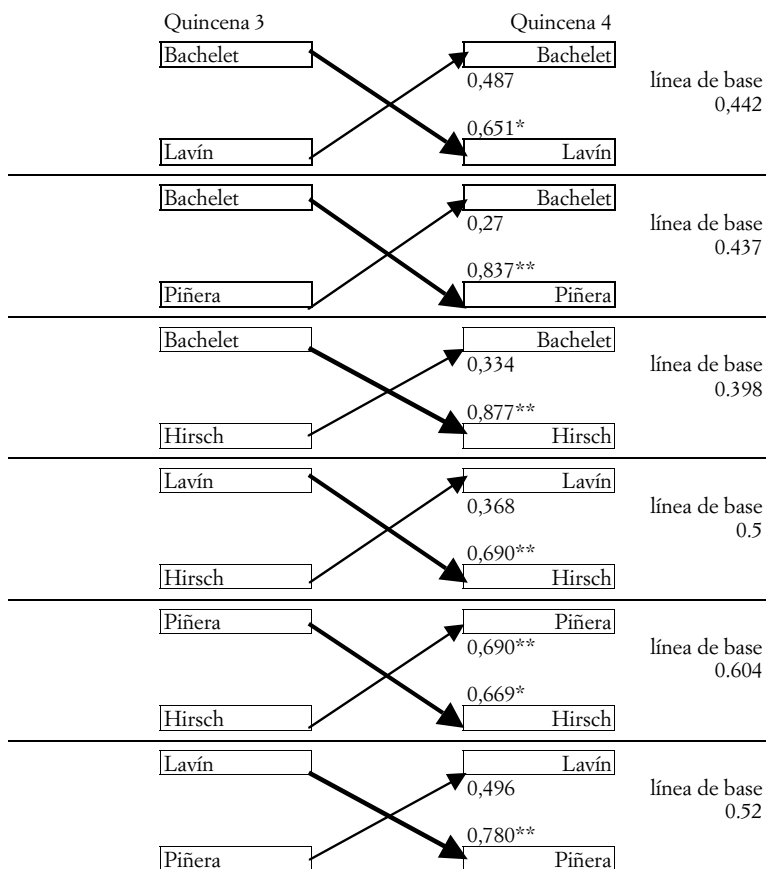 Quincena 3 Quincena 4
Bachelet Bachelet
0,487 línea de base
0,442
0,651*
Lavín Lavín
Bachelet Bachelet
0,27 línea de base
0.437
0,837**
Piñera Piñera
Bachelet Bachelet
0,334 línea de base
0.398
0,877**
Hirsch Hirsch
Lavín Lavín
0,368 línea de base
0.5
0,690**
Hirsch Hirsch
Piñera Piñera
0,690** línea de base
0.604
0,669*
Hirsch Hirsch
Lavín Lavín
0,496 línea de base
0.52
0,780**
Piñera Piñera